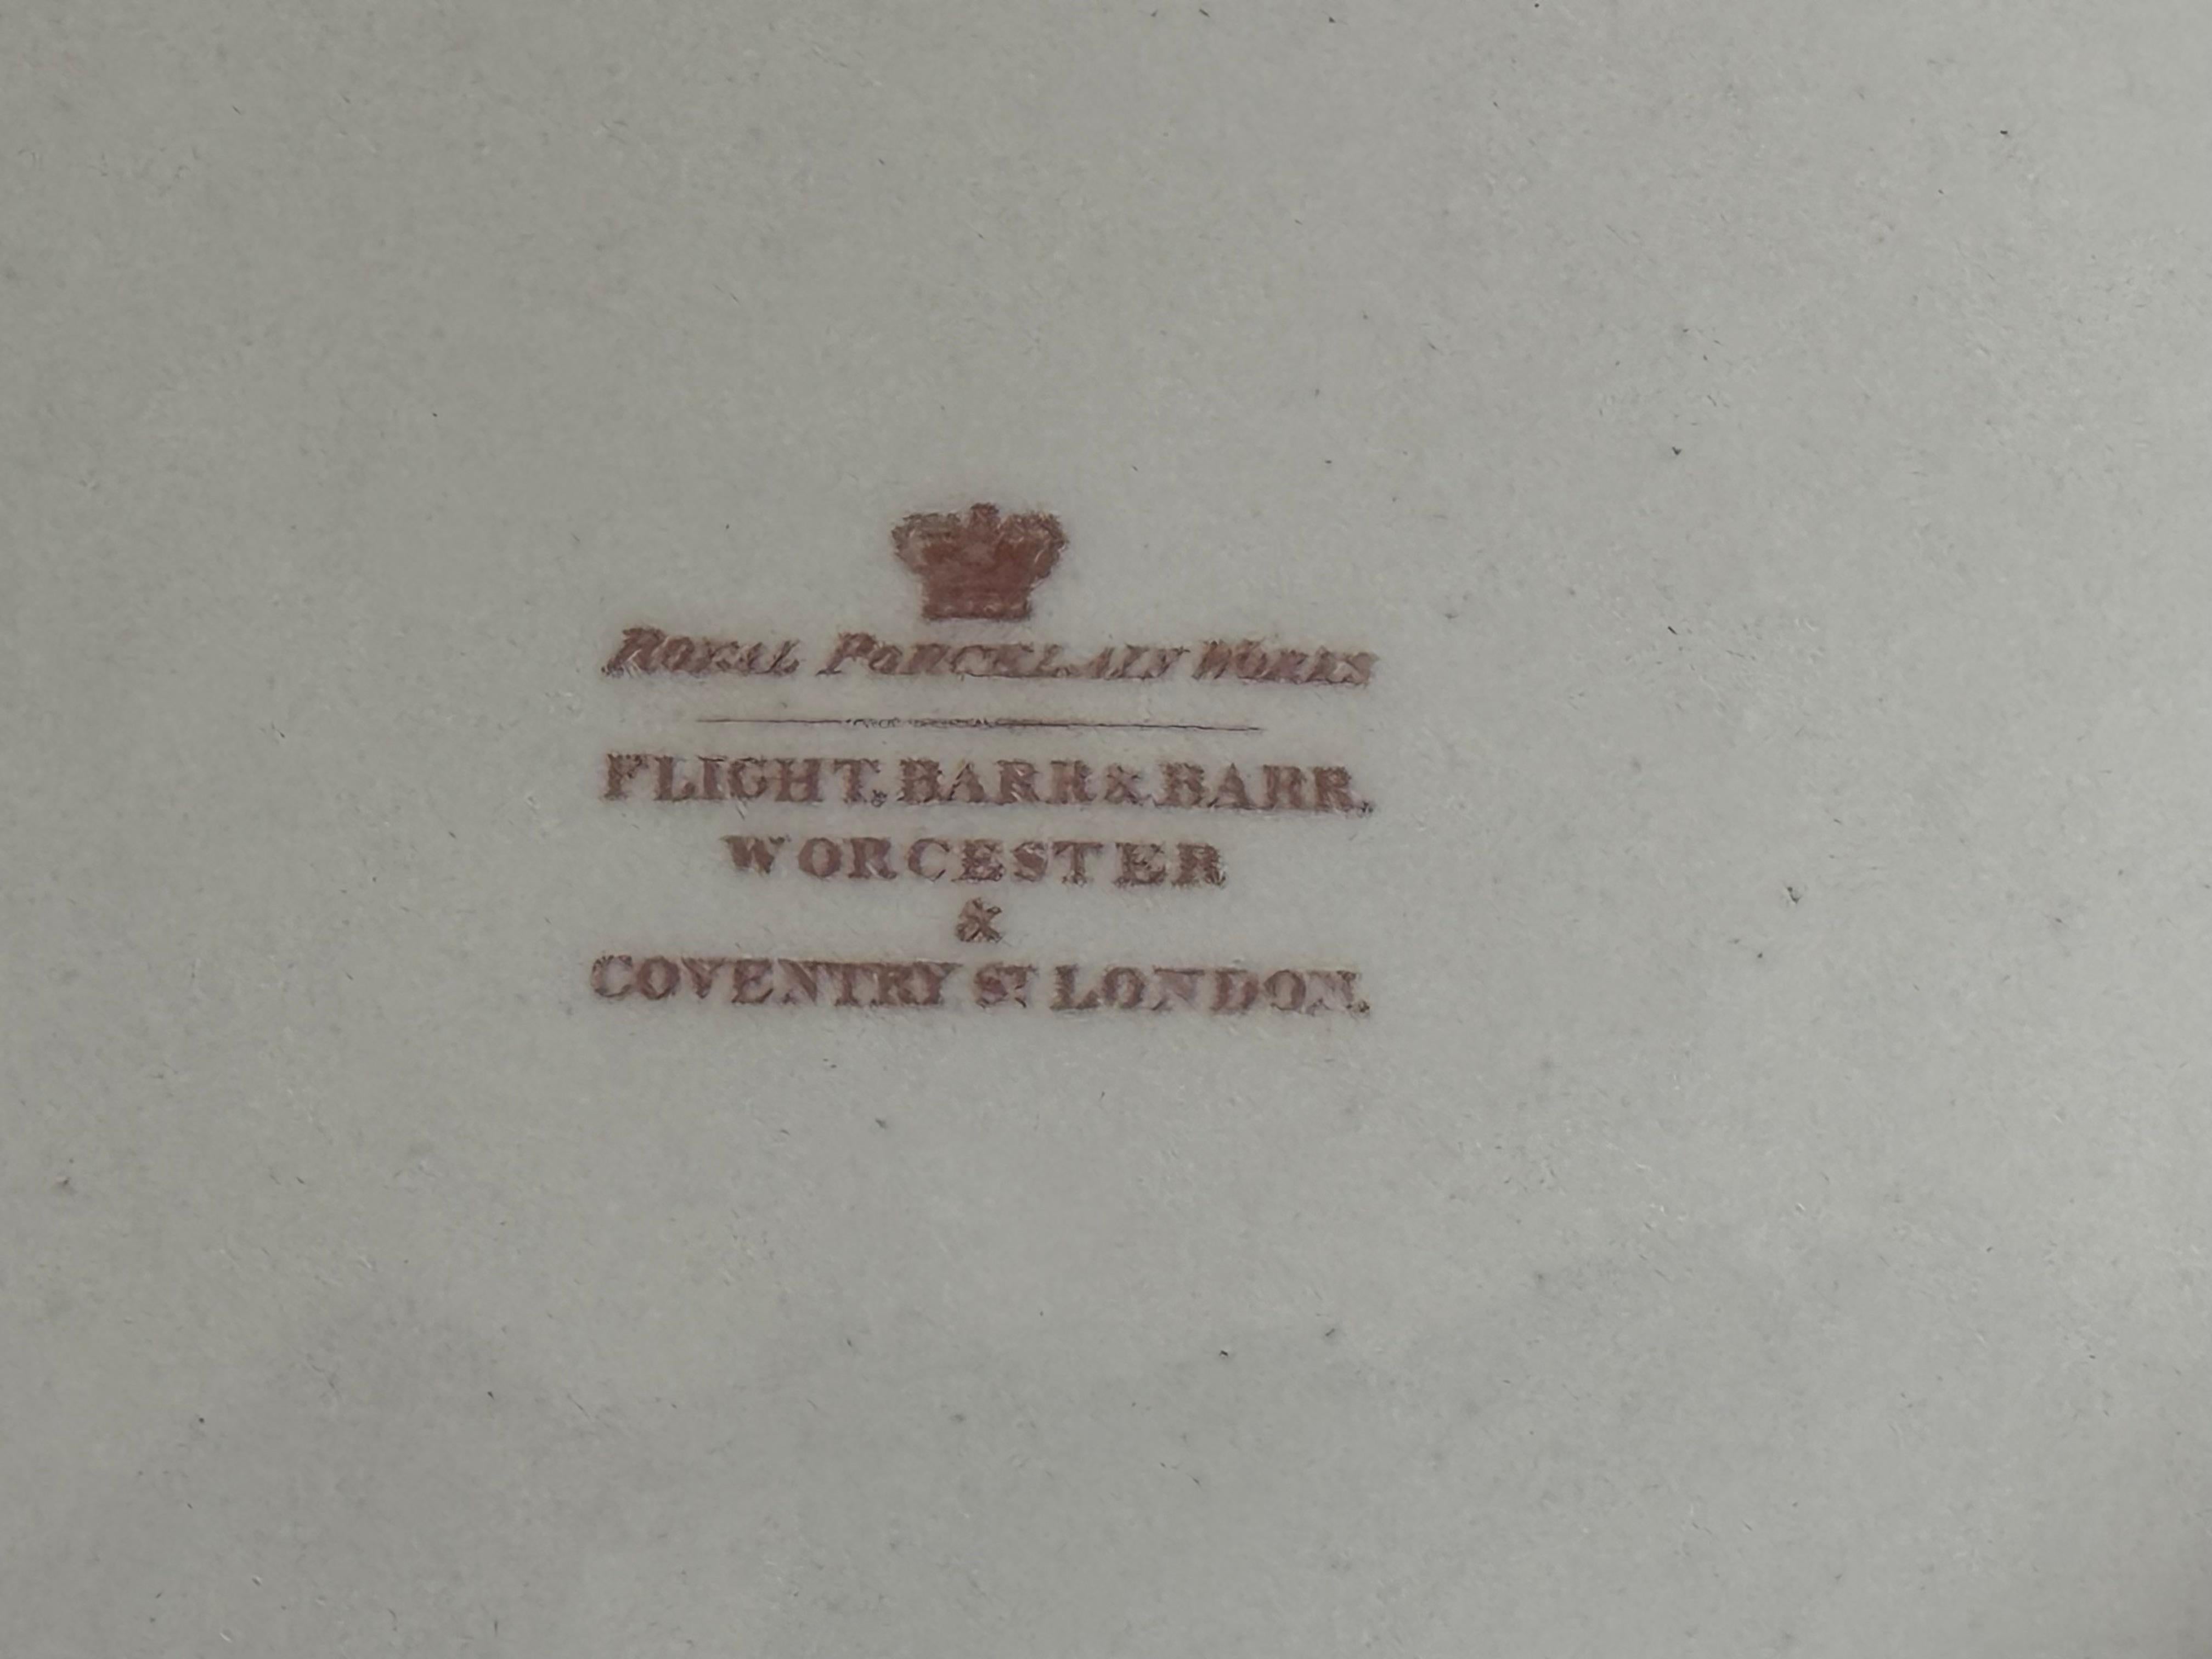 ROYAL PORCELAIN WORKS
FLIGHT, BARR & BARR.
WORCESTER
&
COVENTRY ST LONDON.